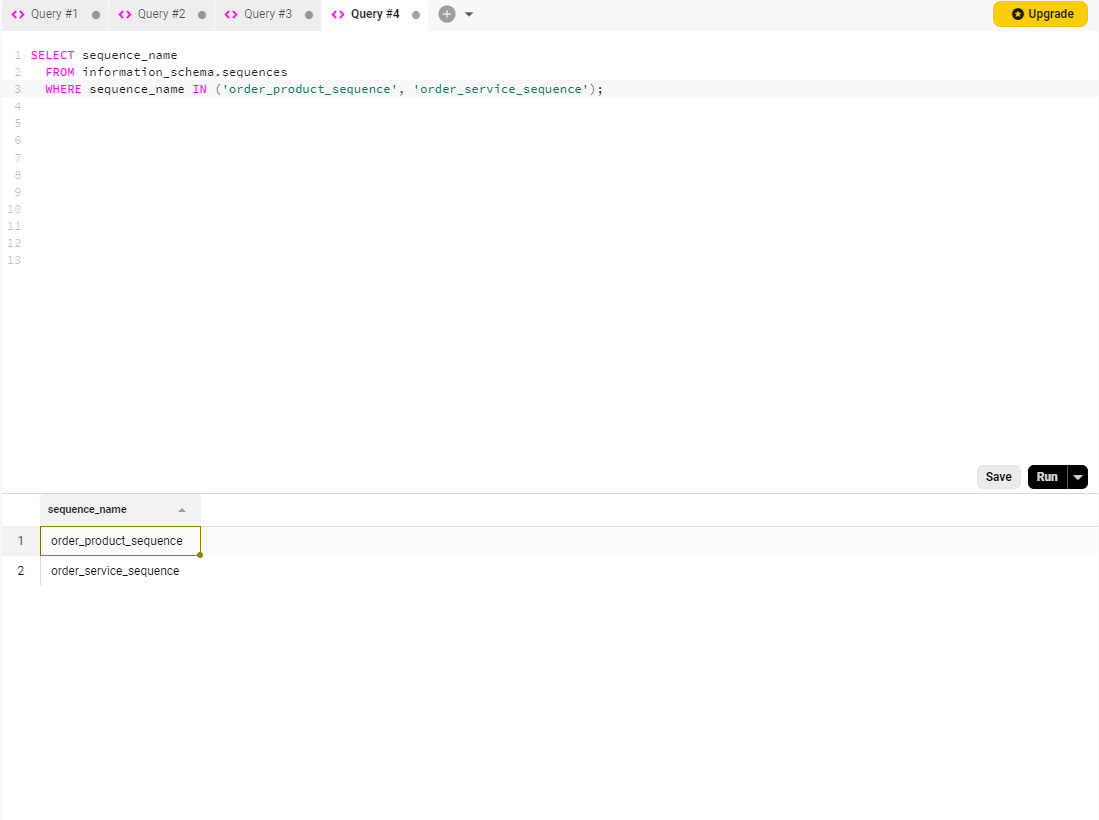 Query #1 Query #2 Query #3 Query #4 Upgrade
1 SELECT sequence_name
2 FROM information_schema.sequences
3 WHERE sequence_name IN ('order_product_sequence', 'order_service_sequence');
4
5
6
7
8
9
10
11
12
13
Save Run
sequence_name
1 order_product_sequence
2 order_service_sequence